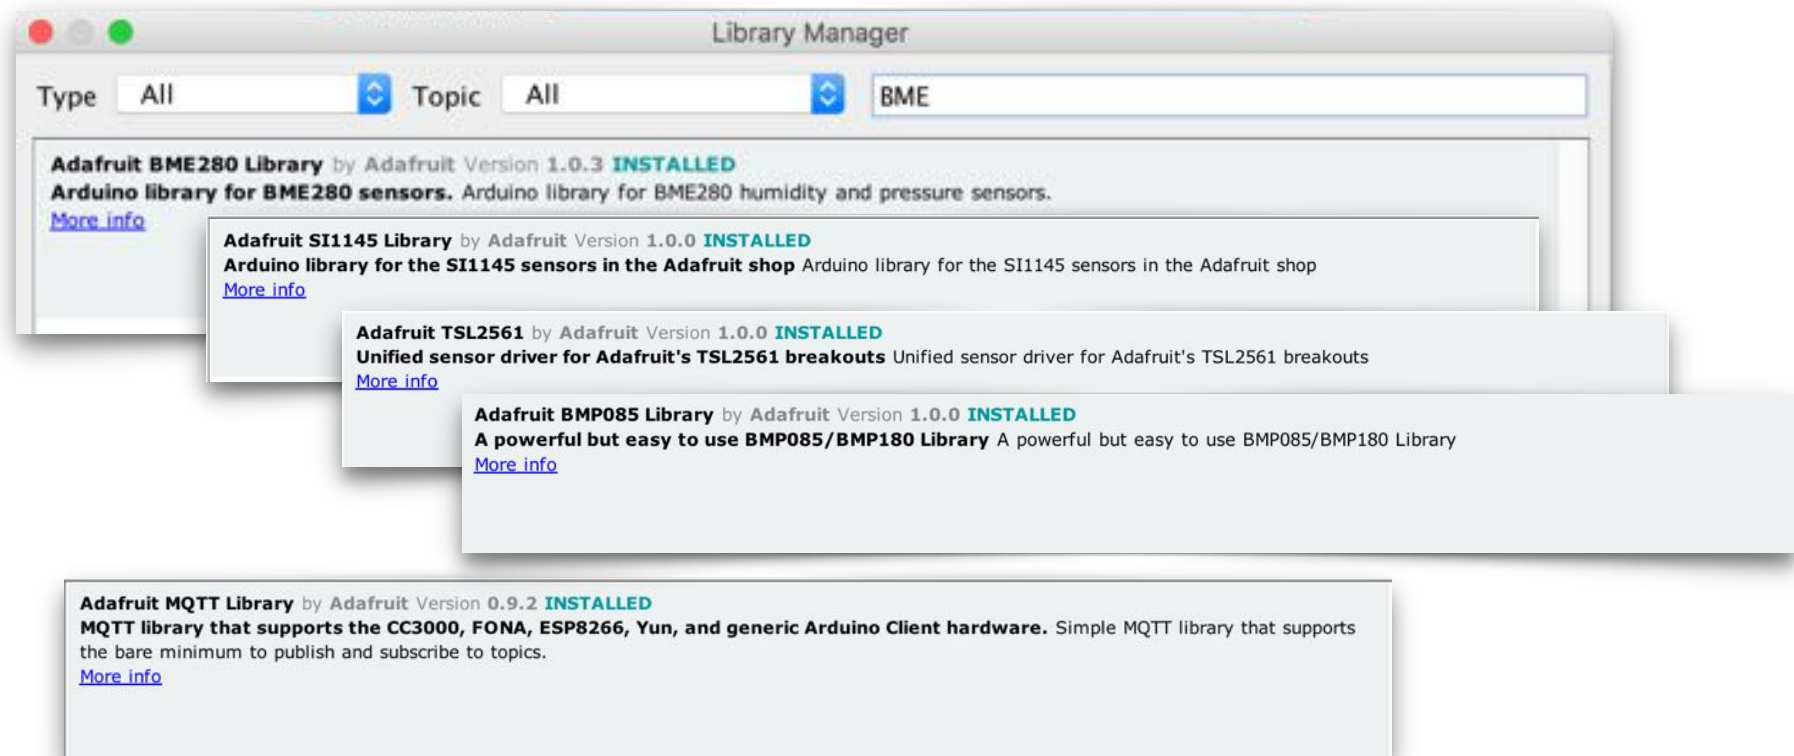 Library Manager
Type All Topic All BME
Adafruit BME280 Library by Adafruit Version 1.0.3 INSTALLED
Arduino library for BME280 sensors. Arduino library for BME280 humidity and pressure sensors.
More info
Adafruit SI1145 Library by Adafruit Version 1.0.0 INSTALLED
Arduino library for the SI1145 sensors in the Adafruit shop Arduino library for the SI1145 sensors in the Adafruit shop
More info
Adafruit TSL2561 by Adafruit Version 1.0.0 INSTALLED
Unified sensor driver for Adafruit's TSL2561 breakouts Unified sensor driver for Adafruit's TSL2561 breakouts
More info
Adafruit BMP085 Library by Adafruit Version 1.0.0 INSTALLED
A powerful but easy to use BMP085/BMP180 Library A powerful but easy to use BMP085/BMP180 Library
More info
Adafruit MQTT Library by Adafruit Version 0.9.2 INSTALLED
MQTT library that supports the CC3000, FONA, ESP8266, Yun, and generic Arduino Client hardware. Simple MQTT library that supports
the bare minimum to publish and subscribe to topics.
More info